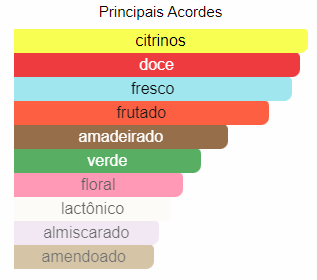 Principais Acordes
citrinos
doce
fresco
frutado
amadeirado
verde
floral
lactônico
almiscarado
amendoado